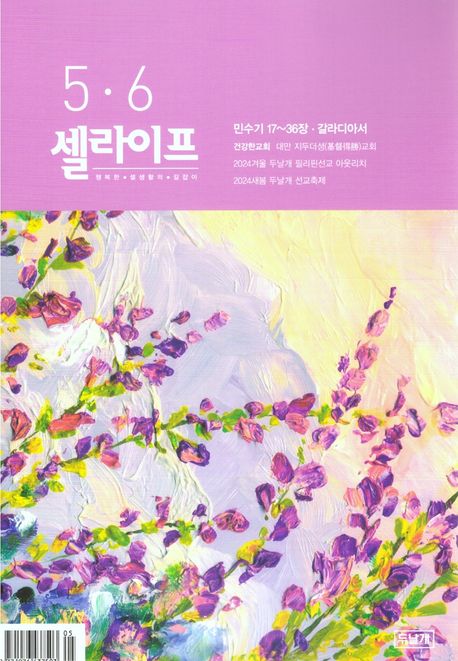 5·6
셀라이프
행복한 • 셀생활의 • 길잡이
민수기 17~36장 · 갈라디아서
건강한교회 대만 지두더성(基督得勝)교회
2024겨울 두날개 필리핀선교 아웃리치
2024새봄 두날개 선교축제
05
두날개